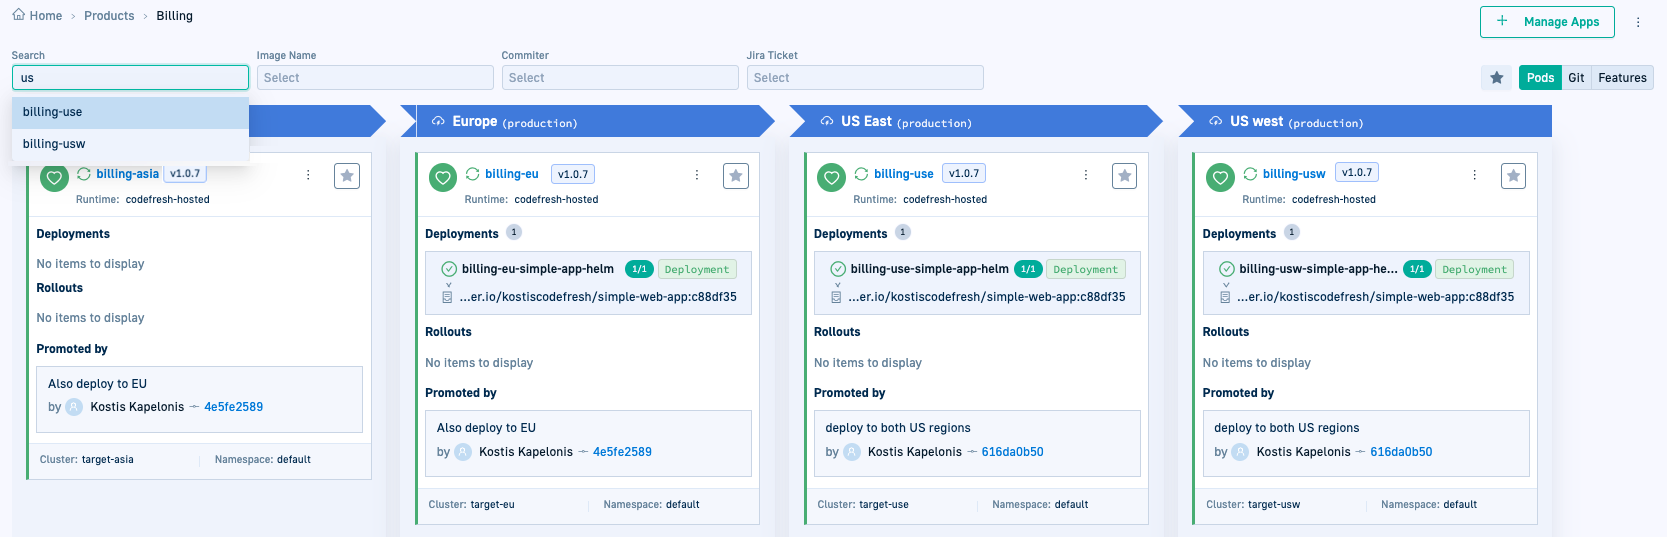 Home › Products › Billing
+ Manage Apps
Search
Image Name
Commiter
Jira Ticket
us
Select
Select
Select
Pods
Git
Features
billing-use
billing-usw
Europe (production)
US East (production)
US west (production)
billing-asia v1.0.7
Runtime: codefresh-hosted
Deployments
No items to display
Rollouts
No items to display
Promoted by
Also deploy to EU
by Kostis Kapelonis 4e5fe2589
Cluster: target-asia
Namespace: default
billing-eu v1.0.7
Runtime: codefresh-hosted
Deployments 1
billing-eu-simple-app-helm 1/1 Deployment
...er.io/kostiscodefresh/simple-web-app:c88df35
Rollouts
No items to display
Promoted by
Also deploy to EU
by Kostis Kapelonis 4e5fe2589
Cluster: target-eu
Namespace: default
billing-use v1.0.7
Runtime: codefresh-hosted
Deployments 1
billing-use-simple-app-helm 1/1 Deployment
...er.io/kostiscodefresh/simple-web-app:c88df35
Rollouts
No items to display
Promoted by
deploy to both US regions
by Kostis Kapelonis 616da0b50
Cluster: target-use
Namespace: default
billing-usw v1.0.7
Runtime: codefresh-hosted
Deployments 1
billing-usw-simple-app-he... 1/1 Deployment
...er.io/kostiscodefresh/simple-web-app:c88df35
Rollouts
No items to display
Promoted by
deploy to both US regions
by Kostis Kapelonis 616da0b50
Cluster: target-usw
Namespace: default